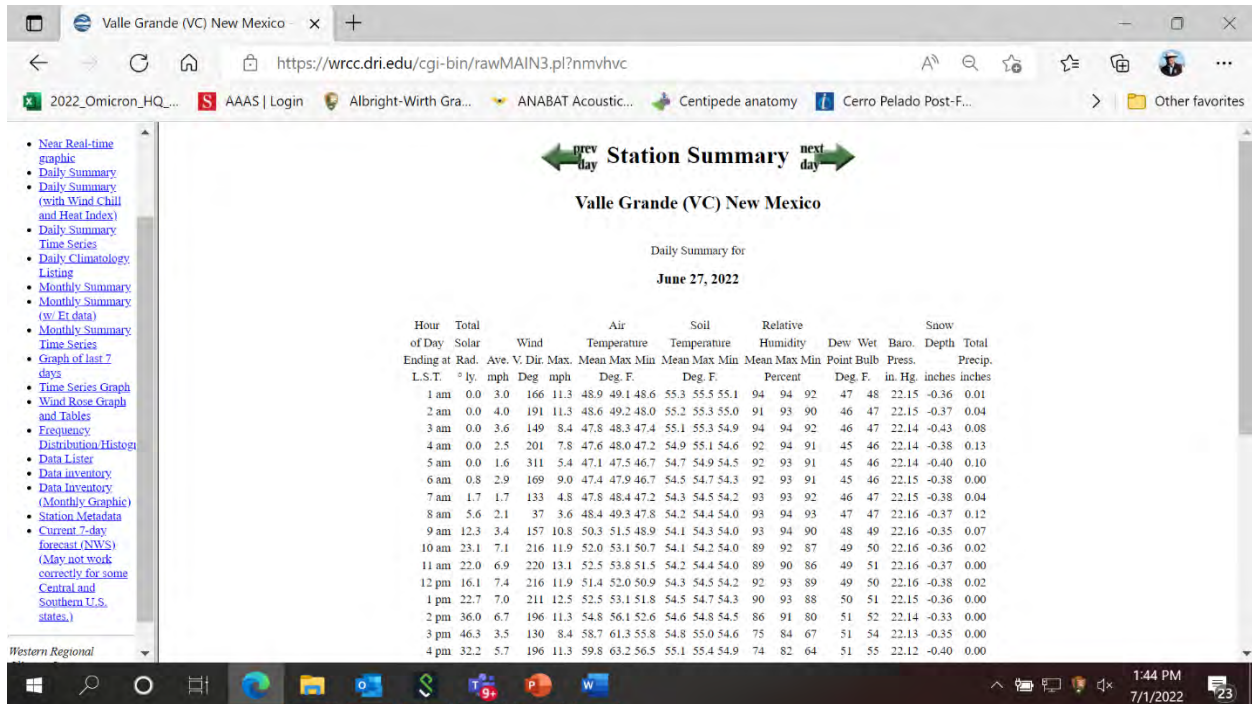 Valle Grande (VC) New Mexico -
https://wrcc.dri.edu/cgi-bin/rawMAIN3.pl?nmvhvc
2022_Omicron_HQ_... S AAAS | Login Albright-Wirth Gra... ANABAT Acoustic... Centipede anatomy Cerro Pelado Post-F... Other favorites
Near Real-time
graphic
Daily Summary
Daily Summary
(with Wind Chill
and Heat Index)
Daily Summary
Time Series
Daily Climatology
Listing
Monthly Summary
Monthly Summary
(w/ Et data)
Monthly Summary
Time Series
Graph of last 7
days
Time Series Graph
Wind Rose Graph
and Tables
Frequency
Distribution/Histogr
Data Lister
Data inventory
Data Inventory
(Monthly Graphic)
Station Metadata
Current 7-day
forecast (NWS)
(May not work
correctly for some
Central and
Southern U.S.
states.)
Western Regional
prev day Station Summary next day
Valle Grande (VC) New Mexico
Daily Summary for
June 27, 2022
Hour Total Air Soil Relative Snow
of Day Solar Wind Temperature Temperature Humidity Dew Wet Baro. Depth Total
Ending at Rad. Ave. V. Dir. Max. Mean Max Min Mean Max Min Mean Max Min Point Bulb Press. Precip.
L.S.T. ° ly. mph Deg mph Deg. F. Deg. F. Percent Deg. F. in. Hg. inches inches
1 am 0.0 3.0 166 11.3 48.9 49.1 48.6 55.3 55.5 55.1 94 94 92 47 48 22.15 -0.36 0.01
2 am 0.0 4.0 191 11.3 48.6 49.2 48.0 55.2 55.3 55.0 91 93 90 46 47 22.15 -0.37 0.04
3 am 0.0 3.6 149 8.4 47.8 48.3 47.4 55.1 55.3 54.9 94 94 92 46 47 22.14 -0.43 0.08
4 am 0.0 2.5 201 7.8 47.6 48.0 47.2 54.9 55.1 54.6 92 94 91 45 46 22.14 -0.38 0.13
5 am 0.0 1.6 311 5.4 47.1 47.5 46.7 54.7 54.9 54.5 92 93 91 45 46 22.14 -0.40 0.10
6 am 0.8 2.9 169 9.0 47.4 47.9 46.7 54.5 54.7 54.3 92 93 91 45 46 22.15 -0.38 0.00
7 am 1.7 1.7 133 4.8 47.8 48.4 47.2 54.3 54.5 54.2 93 93 92 46 47 22.15 -0.38 0.04
8 am 5.6 2.1 37 3.6 48.4 49.3 47.8 54.2 54.4 54.0 93 94 93 47 47 22.16 -0.37 0.12
9 am 12.3 3.4 157 10.8 50.3 51.5 48.9 54.1 54.3 54.0 93 94 90 48 49 22.16 -0.35 0.07
10 am 23.1 7.1 216 11.9 52.0 53.1 50.7 54.1 54.2 54.0 89 92 87 49 50 22.16 -0.36 0.02
11 am 22.0 6.9 220 13.1 52.5 53.8 51.5 54.2 54.4 54.0 89 90 86 49 51 22.16 -0.37 0.00
12 pm 16.1 7.4 216 11.9 51.4 52.0 50.9 54.3 54.5 54.2 92 93 89 49 50 22.16 -0.38 0.02
1 pm 22.7 7.0 211 12.5 52.5 53.1 51.8 54.5 54.7 54.3 90 93 88 50 51 22.15 -0.36 0.00
2 pm 36.0 6.7 196 11.3 54.8 56.1 52.6 54.6 54.8 54.5 86 91 80 51 52 22.14 -0.33 0.00
3 pm 46.3 3.5 130 8.4 58.7 61.3 55.8 54.8 55.0 54.6 75 84 67 51 54 22.13 -0.35 0.00
4 pm 32.2 5.7 196 11.3 59.8 63.2 56.5 55.1 55.4 54.9 74 82 64 51 55 22.12 -0.40 0.00
9+
1:44 PM
7/1/2022
23